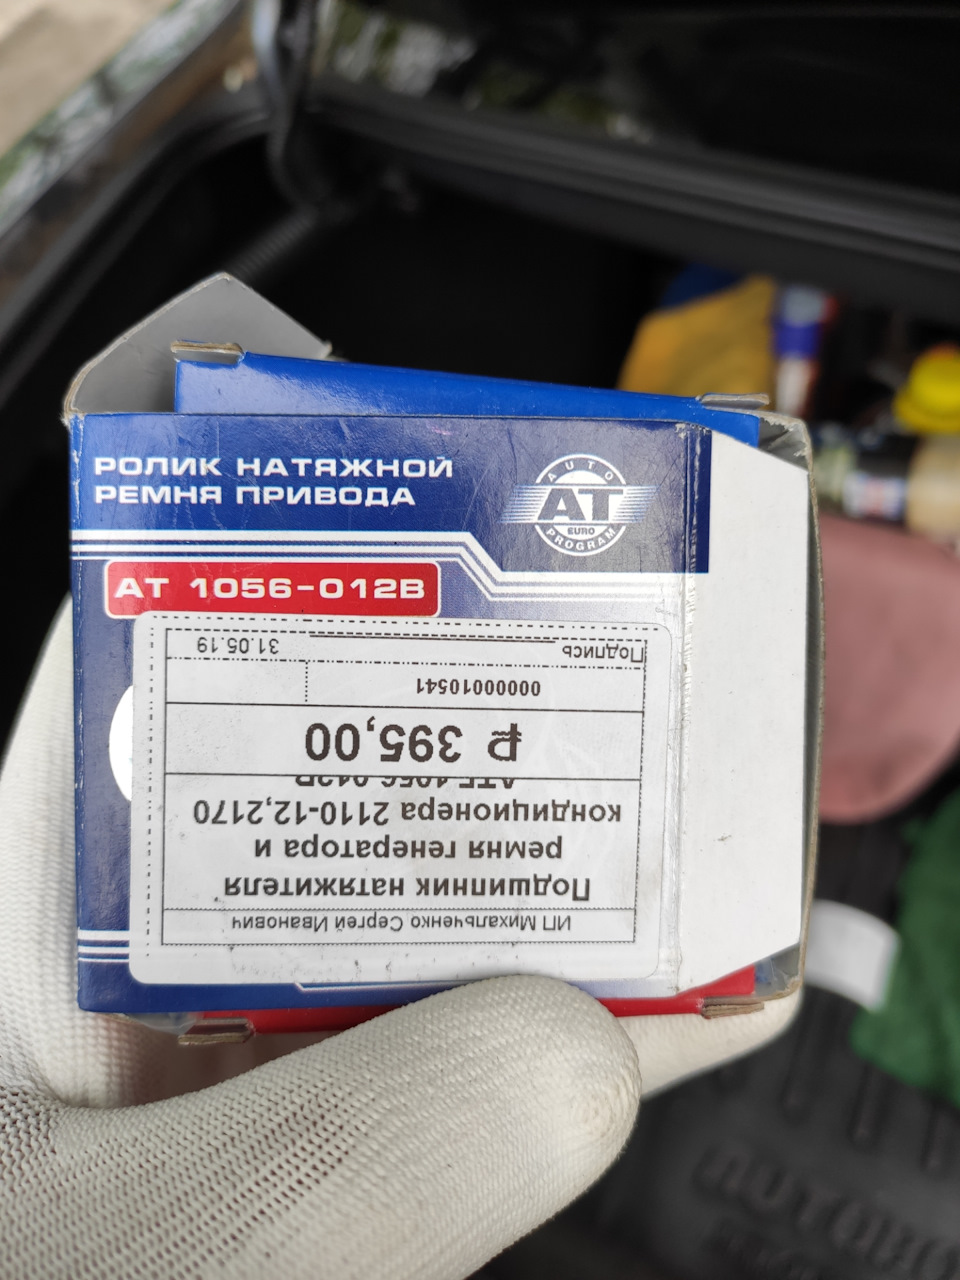 РОЛИК НАТЯЖНОЙ
РЕМНЯ ПРИВОДА
AUTO
AT
EURO
PROGRAM
AT 1056-012B
ИП Михальченко Сергей Иванович
Подшипник натяжителя
ремня генератора и
кондиционера 2110-12,2170
₽ 395,00
00000010541
Подпись 31.05.19